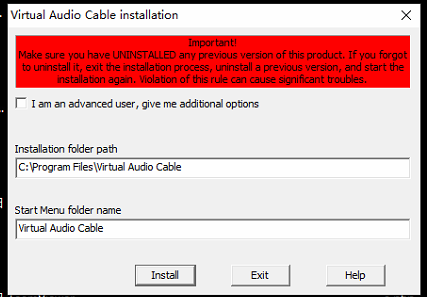 Virtual Audio Cable installation
Important!
Make sure you have UNINSTALLED any previous version of this product. If you forgot
to uninstall it, exit the installation process, uninstall a previous version, and start the
installation again. Violation of this rule can cause significant troubles.
I am an advanced user, give me additional options
Installation folder path
C:\Program Files\Virtual Audio Cable
Start Menu folder name
Virtual Audio Cable
Install Exit Help